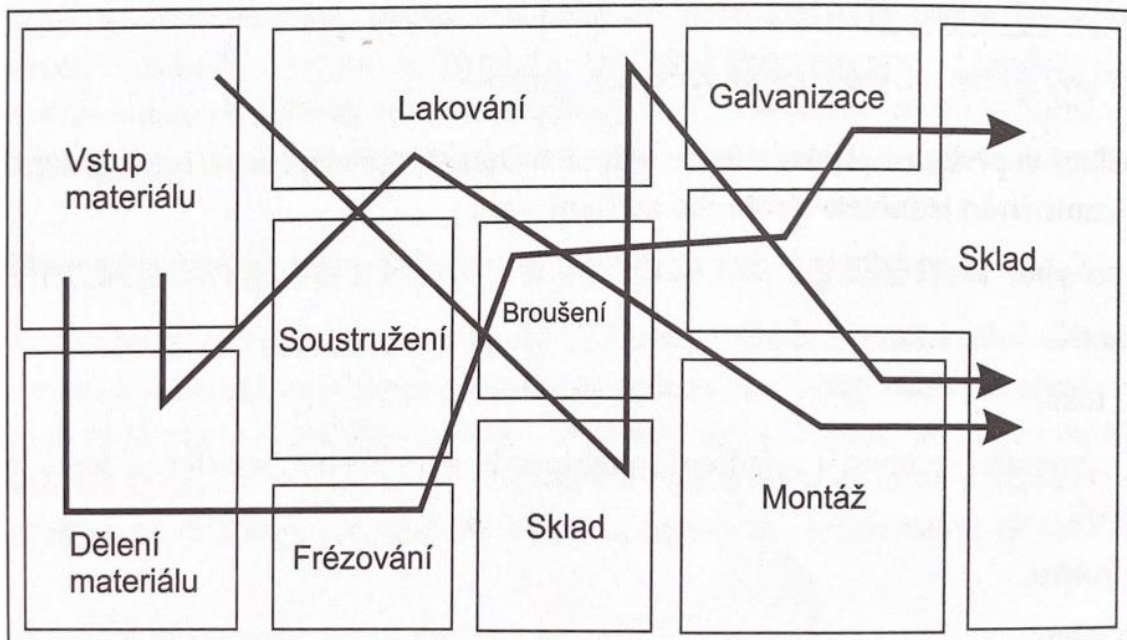 Vstup
materiálu
Lakování
Galvanizace
Soustružení
Broušení
Sklad
Dělení
materiálu
Frézování
Sklad
Montáž